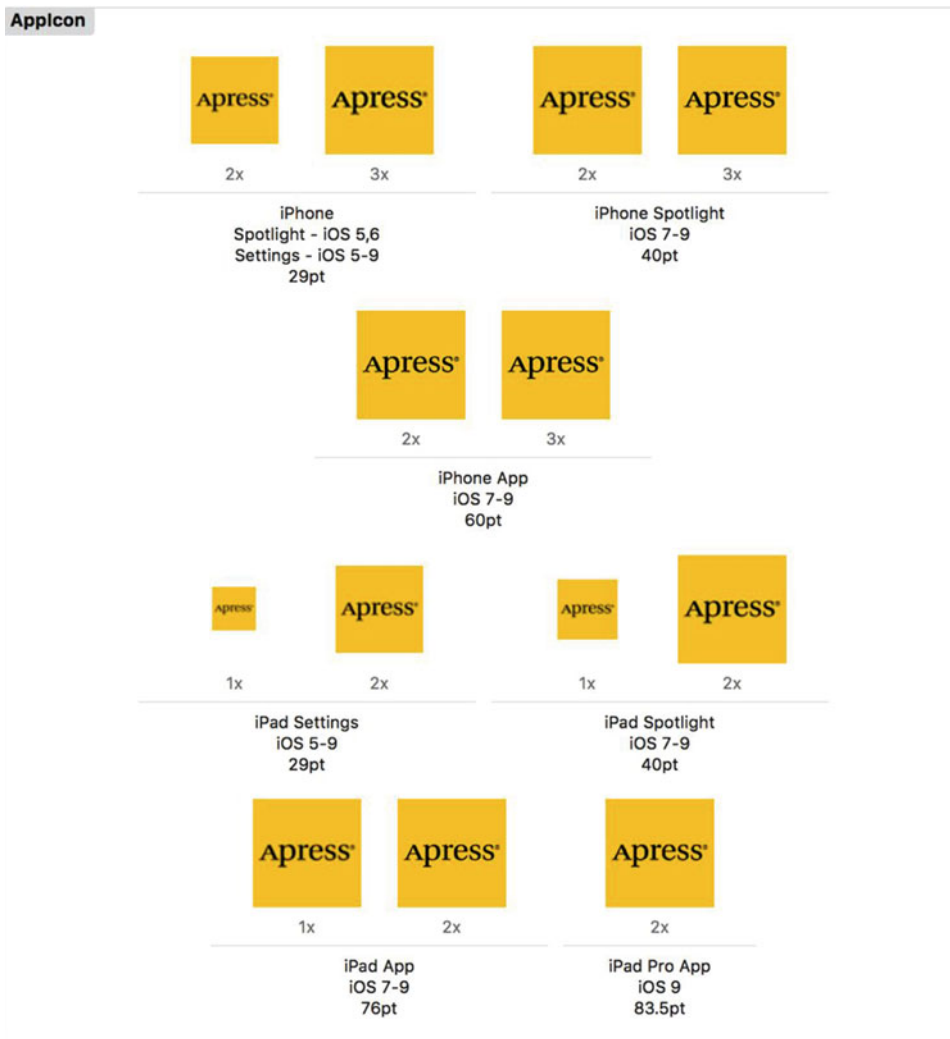 AppIcon
Apress® Apress® Apress® Apress®
2x 3x 2x 3x
iPhone
Spotlight - iOS 5,6
Settings - iOS 5-9
29pt
iPhone Spotlight
iOS 7-9
40pt
Apress® Apress®
2x 3x
iPhone App
iOS 7-9
60pt
Apress® Apress® Apress® Apress®
1x 2x 1x 2x
iPad Settings
iOS 5-9
29pt
iPad Spotlight
iOS 7-9
40pt
Apress® Apress® Apress®
1x 2x 2x
iPad App
iOS 7-9
76pt
iPad Pro App
iOS 9
83.5pt